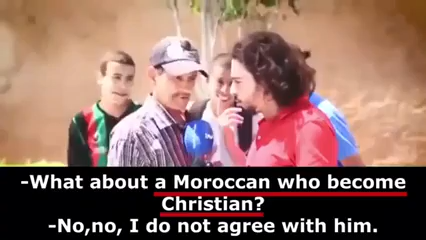 -What about a Moroccan who become
Christian?
-No,no, I do not agree with him.